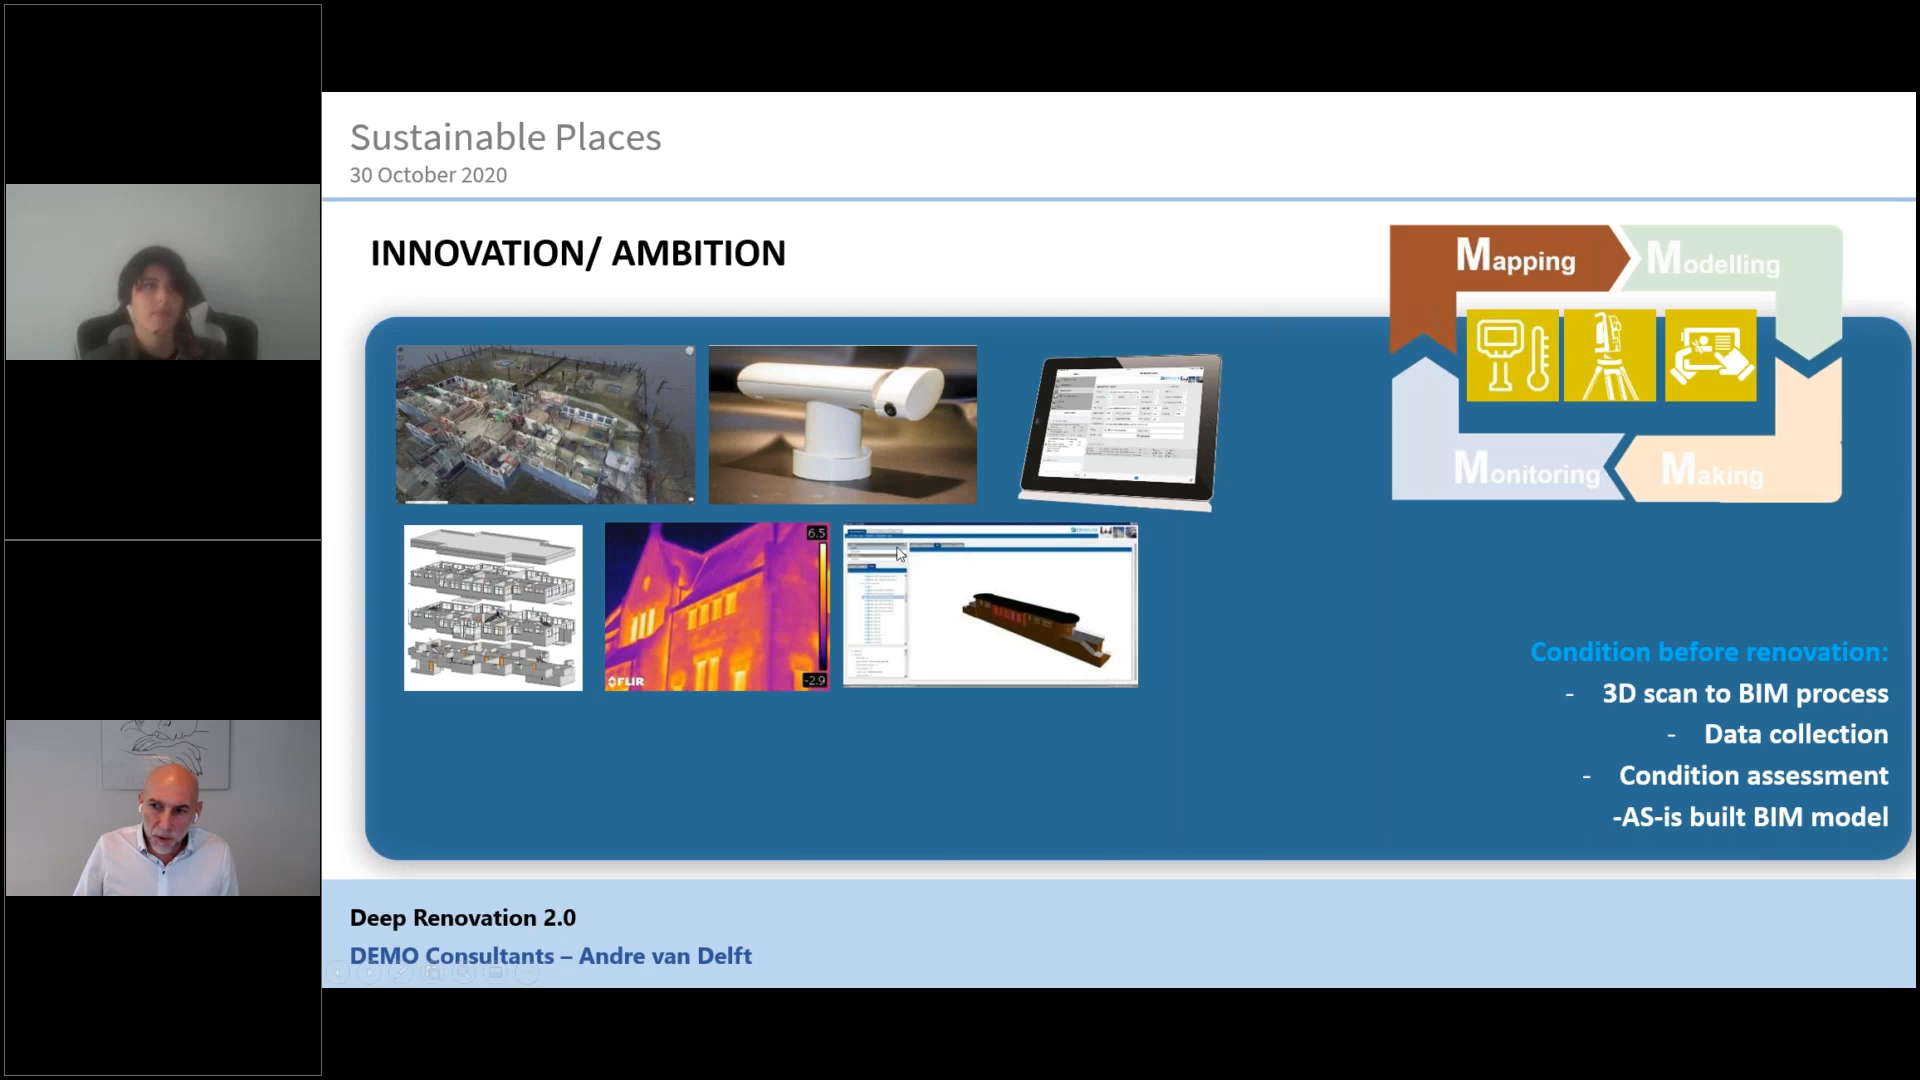 Sustainable Places
30 October 2020
INNOVATION/ AMBITION
Mapping
Modelling
Monitoring
Making
6.5
-2.9
FLIR
Condition before renovation:
- 3D scan to BIM process
- Data collection
- Condition assessment
-AS-is built BIM model
Deep Renovation 2.0
DEMO Consultants – Andre van Delft